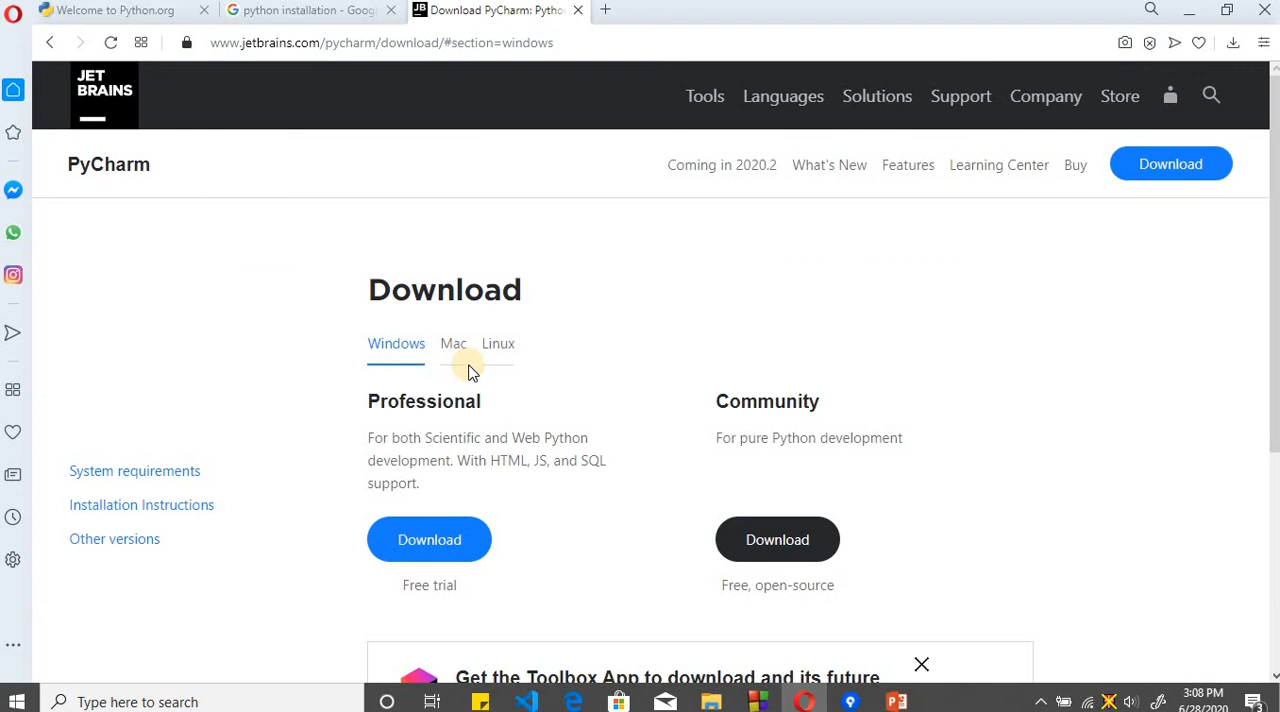 Welcome to Python.org
python installation - Goog
Download PyCharm: Pytho
www.jetbrains.com/pycharm/download/#section=windows
JET
BRAINS
Tools Languages Solutions Support Company Store
PyCharm
Coming in 2020.2 What's New Features Learning Center Buy Download
Download
Windows Mac Linux
Professional
Community
For both Scientific and Web Python
development. With HTML, JS, and SQL
support.
For pure Python development
System requirements
Installation Instructions
Other versions
Download
Download
Free trial
Free, open-source
Get the Toolbox App to download and its future
Type here to search
3:08 PM
6/28/2020
3